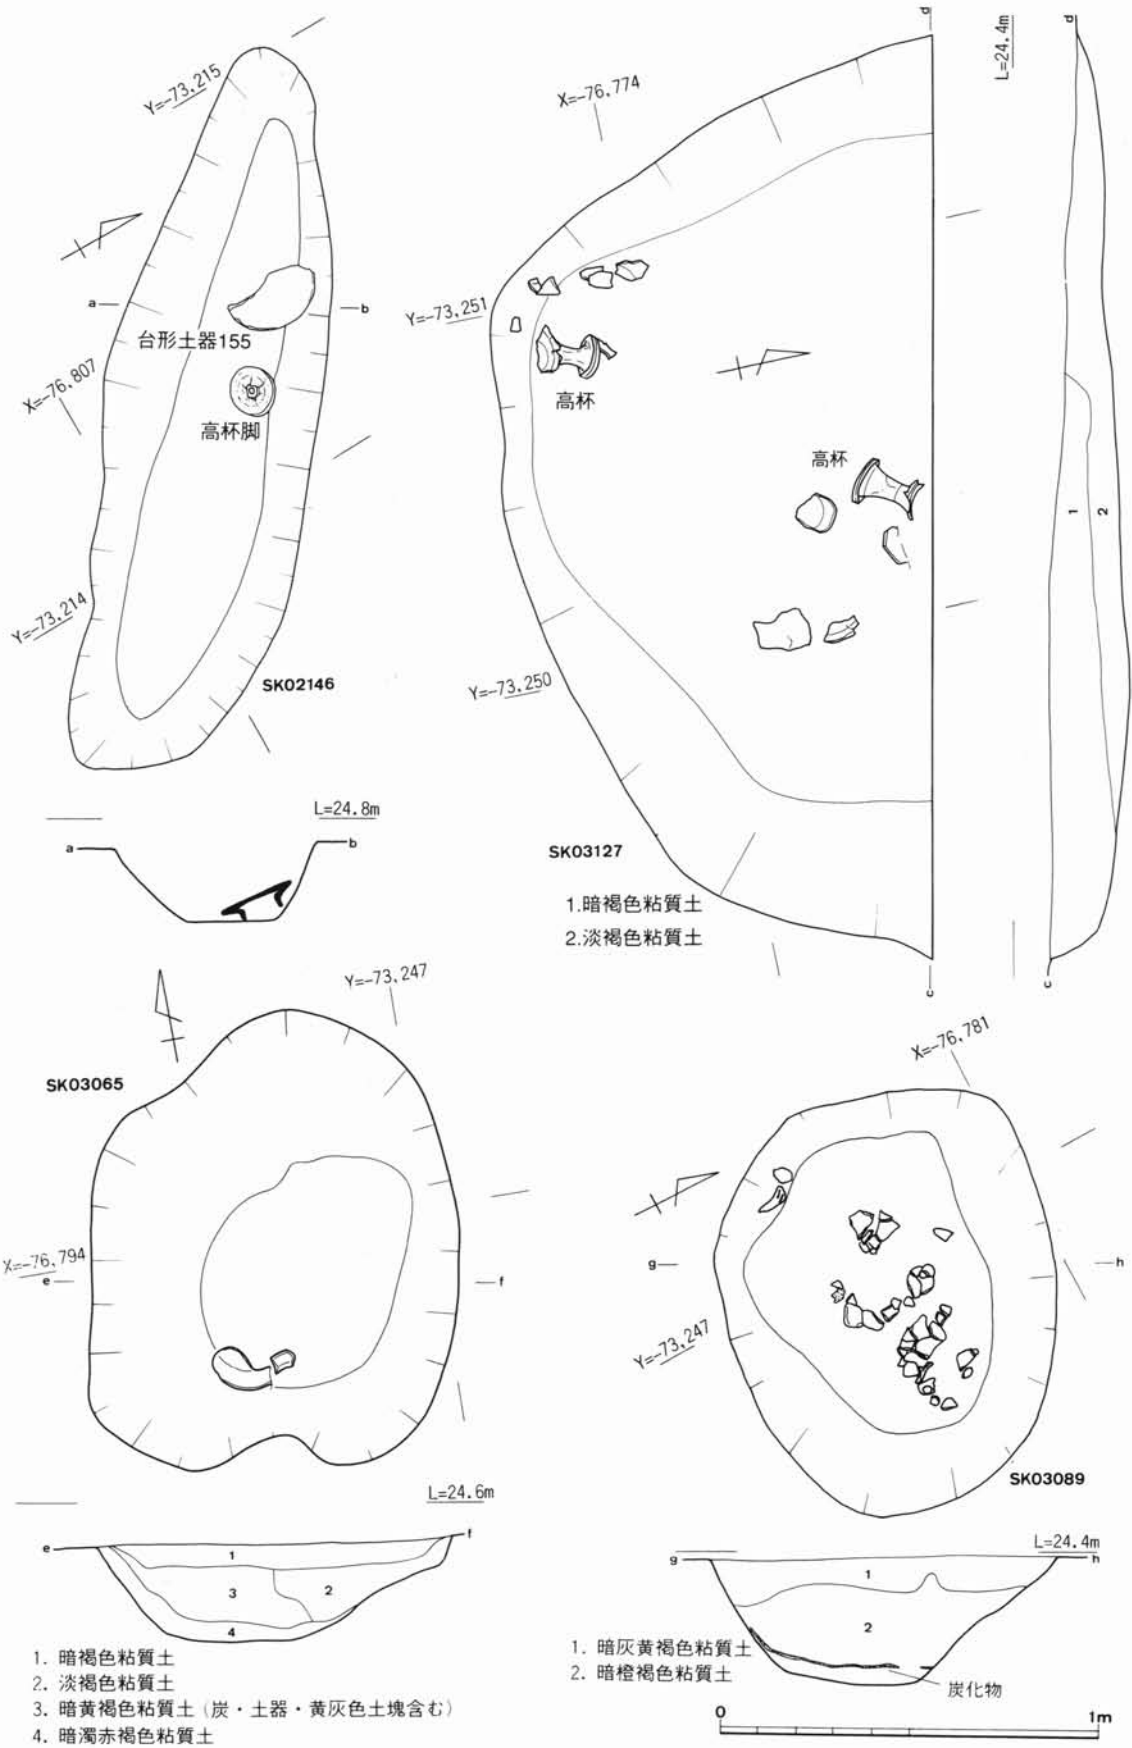 Y=-73.215
a
b
台形土器155
X=-76.807
高杯脚
Y=-73.214
SK02146
L=24.8m
a
b
d
L=24.4m
d
X=-76.774
Y=-73.251
高杯
高杯
1
2
Y=-73.250
SK03127
1.暗褐色粘質土
2.淡褐色粘質土
c
c
Y=-73.247
SK03065
X=-76.794
e
f
L=24.6m
e
f
1
3
2
4
1. 暗褐色粘質土
2. 淡褐色粘質土
3. 暗黄褐色粘質土（炭・土器・黄灰色土塊含む）
4. 暗濁赤褐色粘質土
X=-76.781
g
h
Y=-73.247
SK03089
L=24.4m
g
h
1
2
1. 暗灰黄褐色粘質土
2. 暗橙褐色粘質土
炭化物
0
1m